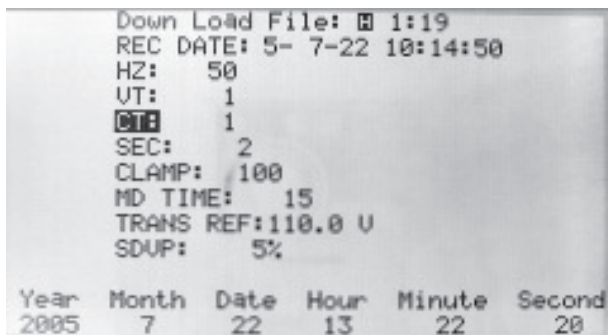 Down Load File: H 1:19
REC DATE: 5- 7-22 10:14:50
HZ: 50
VT: 1
CT: 1
SEC: 2
CLAMP: 100
MD TIME: 15
TRANS REF:110.0 V
SDVP: 5%
Year Month Date Hour Minute Second
2005 7 22 13 22 20